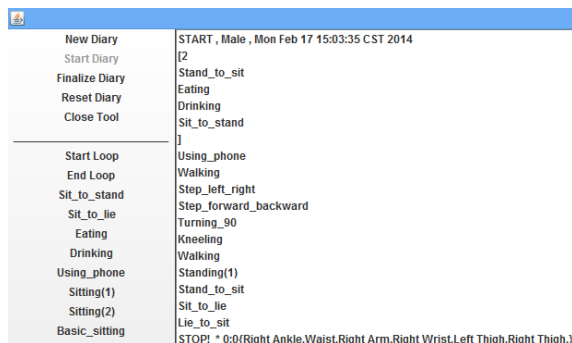 New Diary
Start Diary
Finalize Diary
Reset Diary
Close Tool
Start Loop
End Loop
Sit_to_stand
Sit_to_lie
Eating
Drinking
Using_phone
Sitting(1)
Sitting(2)
Basic_sitting
START , Male , Mon Feb 17 15:03:35 CST 2014
[2
Stand_to_sit
Eating
Drinking
Sit_to_stand
]
Using_phone
Walking
Step_left_right
Step_forward_backward
Turning_90
Kneeling
Walking
Standing(1)
Stand_to_sit
Sit_to_lie
Lie_to_sit
STOP! * 0:0{Right Ankle,Waist,Right Arm,Right Wrist,Left Thigh,Right Thigh,}